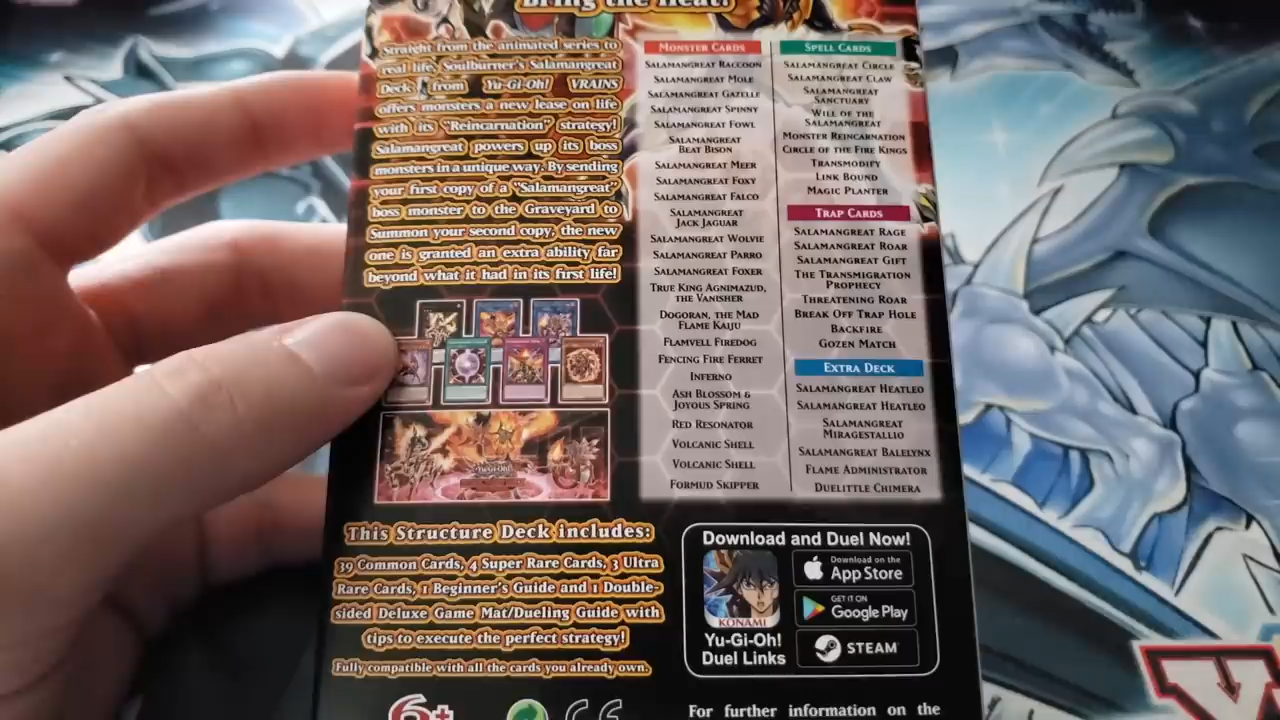 Bring the Heat!
Straight from the animated series to
real life, Soulburner's Salamangreat
Deck from Yu-Gi-Oh! VRAINS
offers monsters a new lease on life
with its "Reincarnation" strategy!
Salamangreat powers up its boss
monsters in a unique way. By sending
your first copy of a "Salamangreat"
boss monster to the Graveyard to
Summon your second copy, the new
one is granted an extra ability far
beyond what it had in its first life!
Yu-Gi-Oh!
This Structure Deck includes:
39 Common Cards, 4 Super Rare Cards, 3 Ultra
Rare Cards, 1 Beginner's Guide and 1 Double-
sided Deluxe Game Mat/Dueling Guide with
tips to execute the perfect strategy!
Fully compatible with all the cards you already own.
6+
CE
MONSTER CARDS
SALAMANGREAT RACCOON
SALAMANGREAT MOLE
SALAMANGREAT GAZELLE
SALAMANGREAT SPINNY
SALAMANGREAT FOWL
SALAMANGREAT
BEAT BISON
SALAMANGREAT MEER
SALAMANGREAT FOXY
SALAMANGREAT FALCO
SALAMANGREAT
JACK JAGUAR
SALAMANGREAT WOLVIE
SALAMANGREAT PARRO
SALAMANGREAT FOXER
TRUE KING AGNIMAZUD,
THE VANISHER
DOGORAN, THE MAD
FLAME KAIJU
FLAMVELL FIREDOG
FENCING FIRE FERRET
INFERNO
ASH BLOSSOM &
JOYOUS SPRING
RED RESONATOR
VOLCANIC SHELL
VOLCANIC SHELL
FORMUD SKIPPER
SPELL CARDS
SALAMANGREAT CIRCLE
SALAMANGREAT CLAW
SALAMANGREAT
SANCTUARY
WILL OF THE
SALAMANGREAT
MONSTER REINCARNATION
CIRCLE OF THE FIRE KINGS
TRANSMODIFY
LINK BOUND
MAGIC PLANTER
TRAP CARDS
SALAMANGREAT RAGE
SALAMANGREAT ROAR
SALAMANGREAT GIFT
THE TRANSMIGRATION
PROPHECY
THREATENING ROAR
BREAK OFF TRAP HOLE
BACKFIRE
GOZEN MATCH
EXTRA DECK
SALAMANGREAT HEATLEO
SALAMANGREAT HEATLEO
SALAMANGREAT
MIRAGESTALLIO
SALAMANGREAT BALELYNX
FLAME ADMINISTRATOR
DUELITTLE CHIMERA
Download and Duel Now!
KONAMI
Yu-Gi-Oh!
Duel Links
Download on the
App Store
GET IT ON
Google Play
STEAM
For further information on the